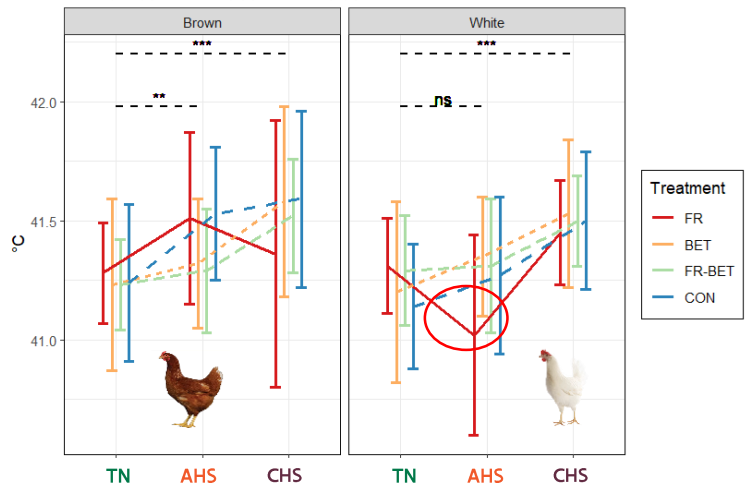 Brown
White
***
***
**
ns
42.0
41.5
41.0
°C
TN AHS CHS
TN AHS CHS
Treatment
FR
BET
FR-BET
CON